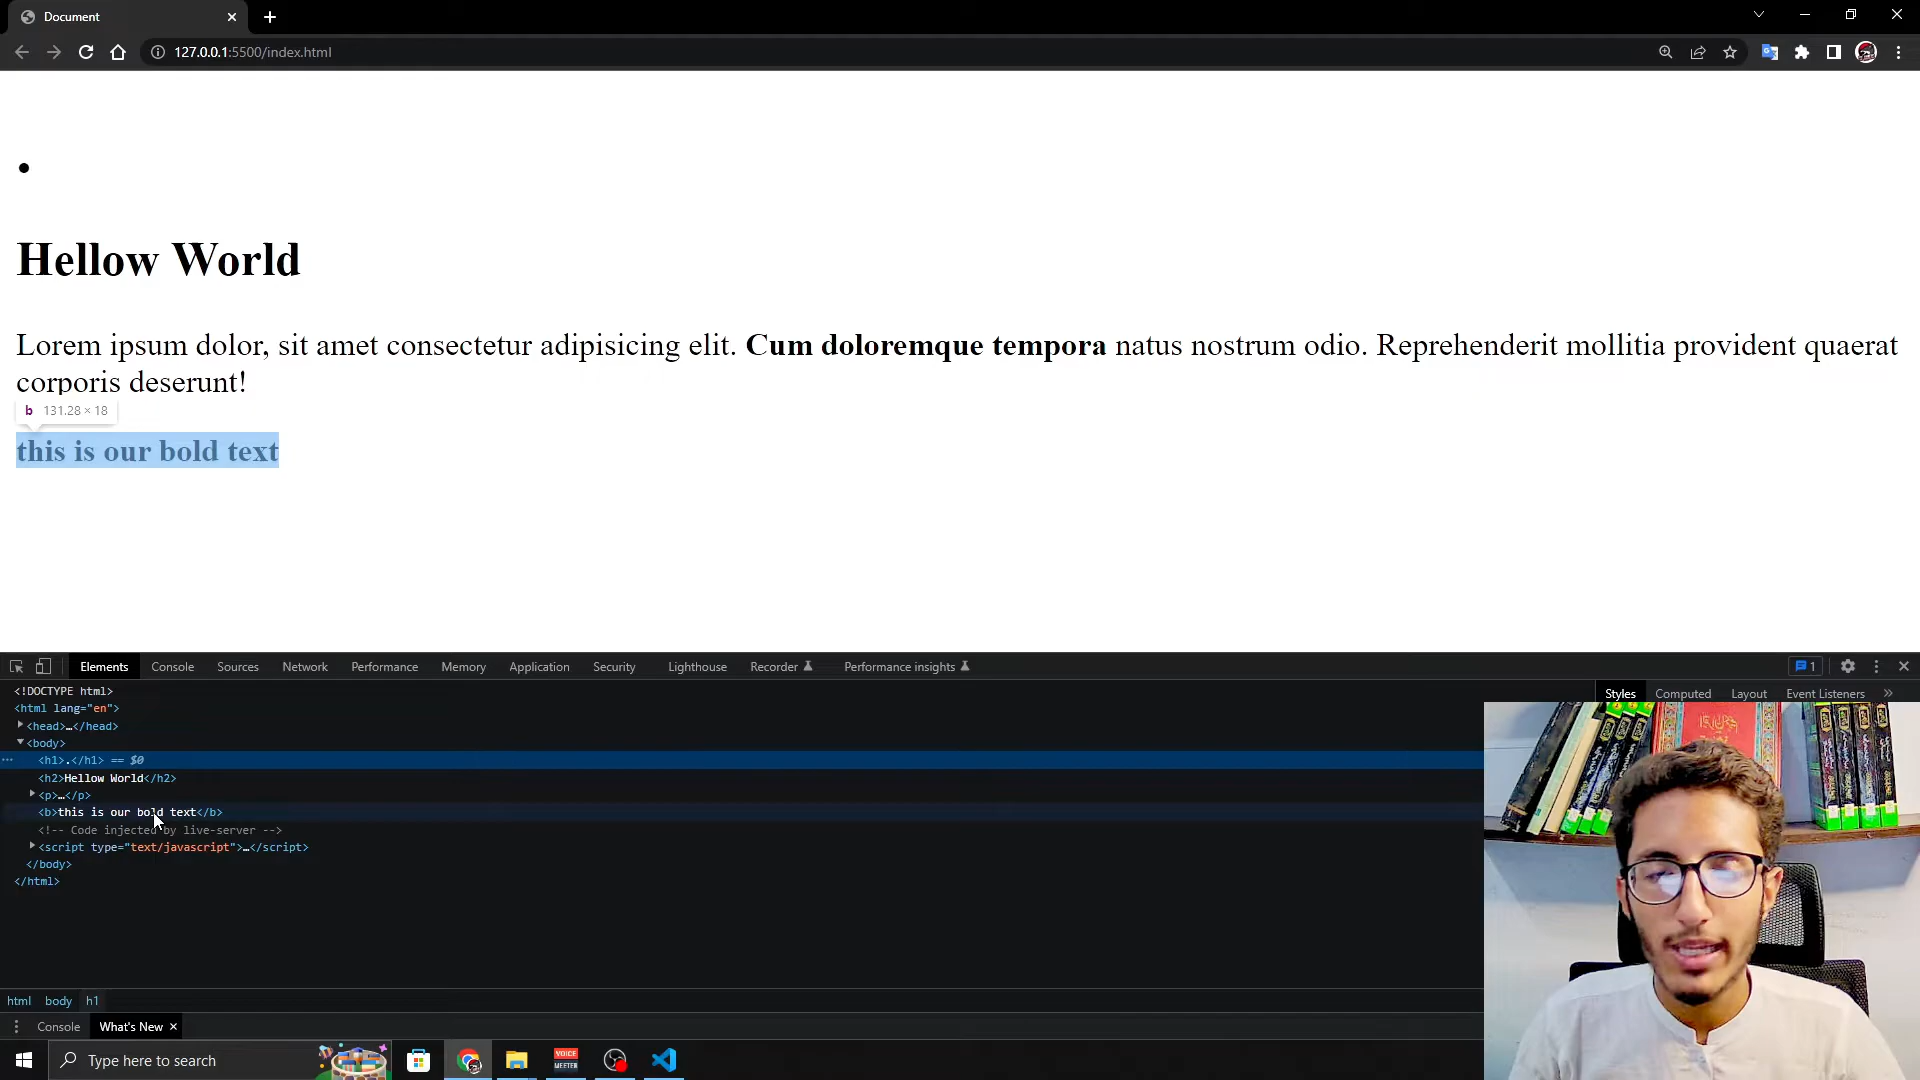 Document
127.0.0.1:5500/index.html
.
Hellow World
Lorem ipsum dolor, sit amet consectetur adipisicing elit. Cum doloremque tempora natus nostrum odio. Reprehenderit mollitia provident quaerat
corporis deserunt!
b 131.28 × 18
this is our bold text
Elements Console Sources Network Performance Memory Application Security Lighthouse Recorder Performance insights 1
<!DOCTYPE html>
Styles Computed Layout Event Listeners »
<html lang="en">
<head>…</head>
<body>
<h1>.</h1> == $0
<h2>Hellow World</h2>
<p>…</p>
<b>this is our bold text</b>
<!-- Code injected by live-server -->
<script type="text/javascript">…</script>
</body>
</html>
html body h1
Console What's New
Type here to search
VOICE
MEETER